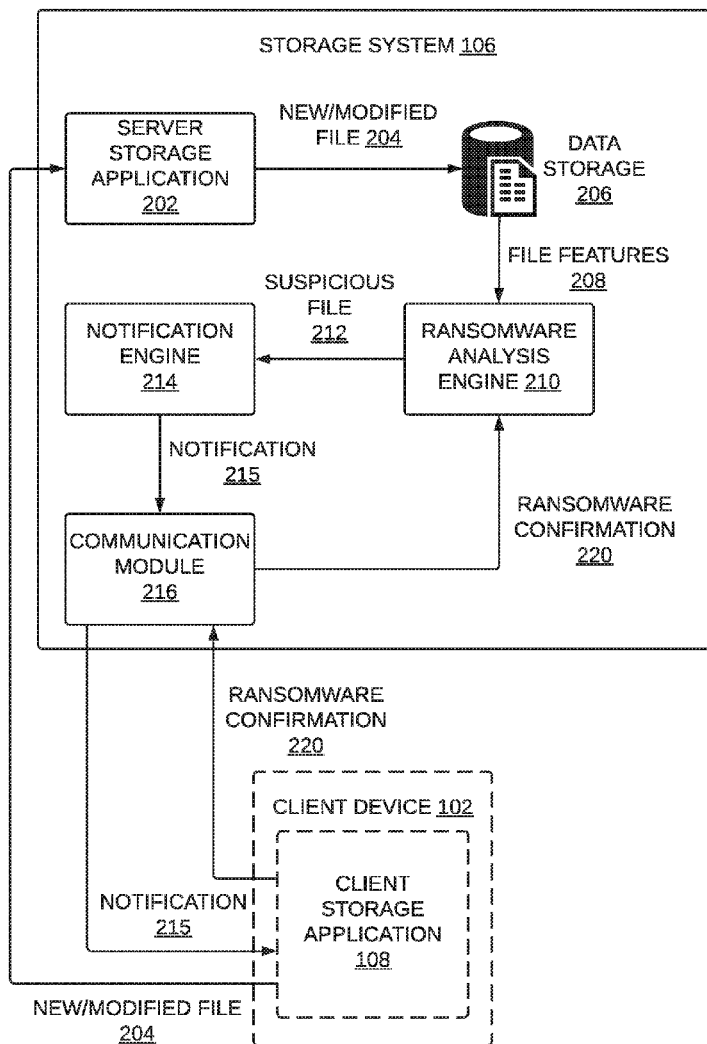 STORAGE SYSTEM 106
SERVER
STORAGE
APPLICATION
202
NEW/MODIFIED
FILE 204
DATA
STORAGE
206
FILE FEATURES
208
SUSPICIOUS
FILE
212
NOTIFICATION
ENGINE
214
RANSOMWARE
ANALYSIS
ENGINE 210
NOTIFICATION
215
RANSOMWARE
CONFIRMATION
220
COMMUNICATION
MODULE
216
RANSOMWARE
CONFIRMATION
220
CLIENT DEVICE 102
CLIENT
STORAGE
APPLICATION
108
NOTIFICATION
215
NEW/MODIFIED FILE
204